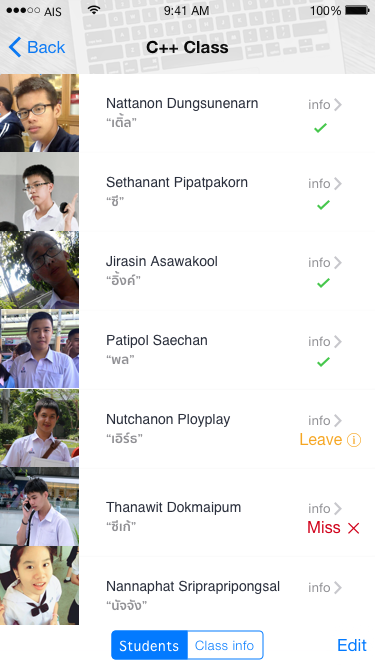 AIS 9:41 AM 100%
Back C++ Class
Nattanon Dungsunenarn info
“เติ้ล”
Sethanant Pipatpakorn info
“ซี”
Jirasin Asawakool info
“อิ้งค์”
Patipol Saechan info
“พล”
Nutchanon Ployplay info
“เอิร์ธ” Leave
Thanawit Dokmaipum info
“ซีเก้” Miss
Nannaphat Sriprapripongsal info
“นัจจัง”
Students Class info Edit